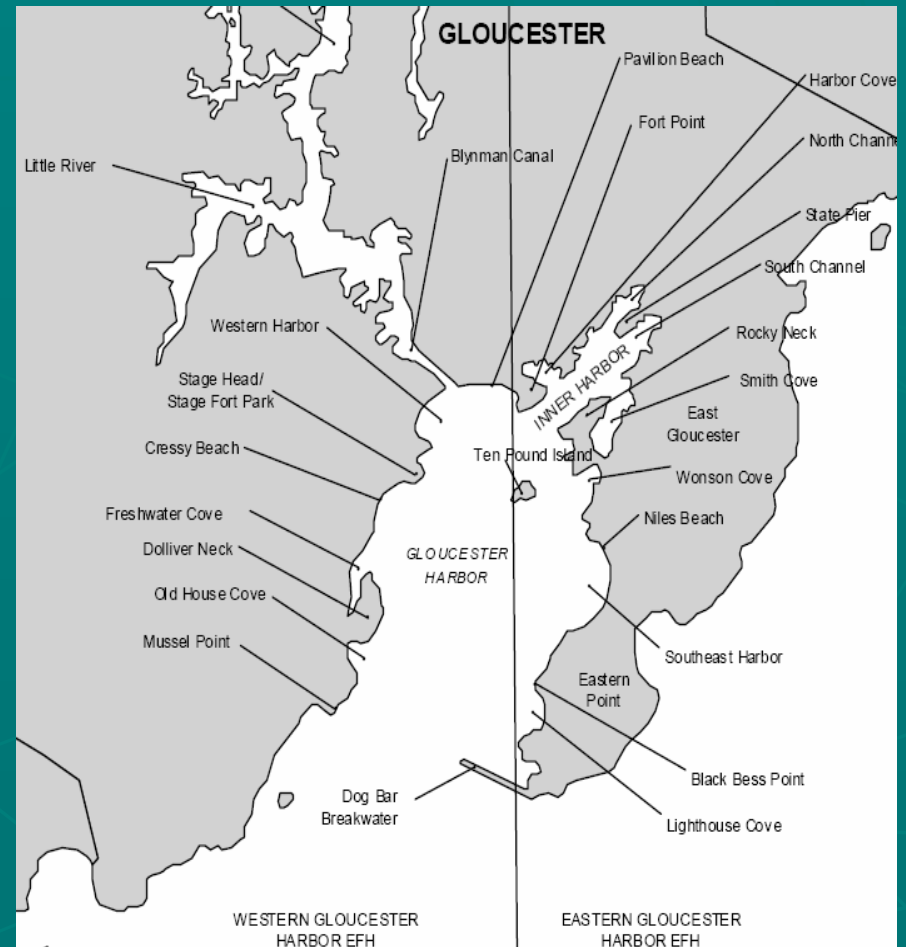 GLOUCESTER
Pavilion Beach
Harbor Cove
Fort Point
North Channe
Blynman Canal
Little River
State Pier
South Channel
Western Harbor
Rocky Neck
Stage Head/
Stage Fort Park
Smith Cove
INNER HARBOR
East
Gloucester
Cressy Beach
Ten Pound Island
Wonson Cove
Freshwater Cove
Niles Beach
Dolliver Neck
GLOUCESTER
HARBOR
Old House Cove
Mussel Point
Southeast Harbor
Eastern
Point
Black Bess Point
Dog Bar
Breakwater
Lighthouse Cove
WESTERN GLOUCESTER
HARBOR EFH
EASTERN GLOUCESTER
HARBOR EFH